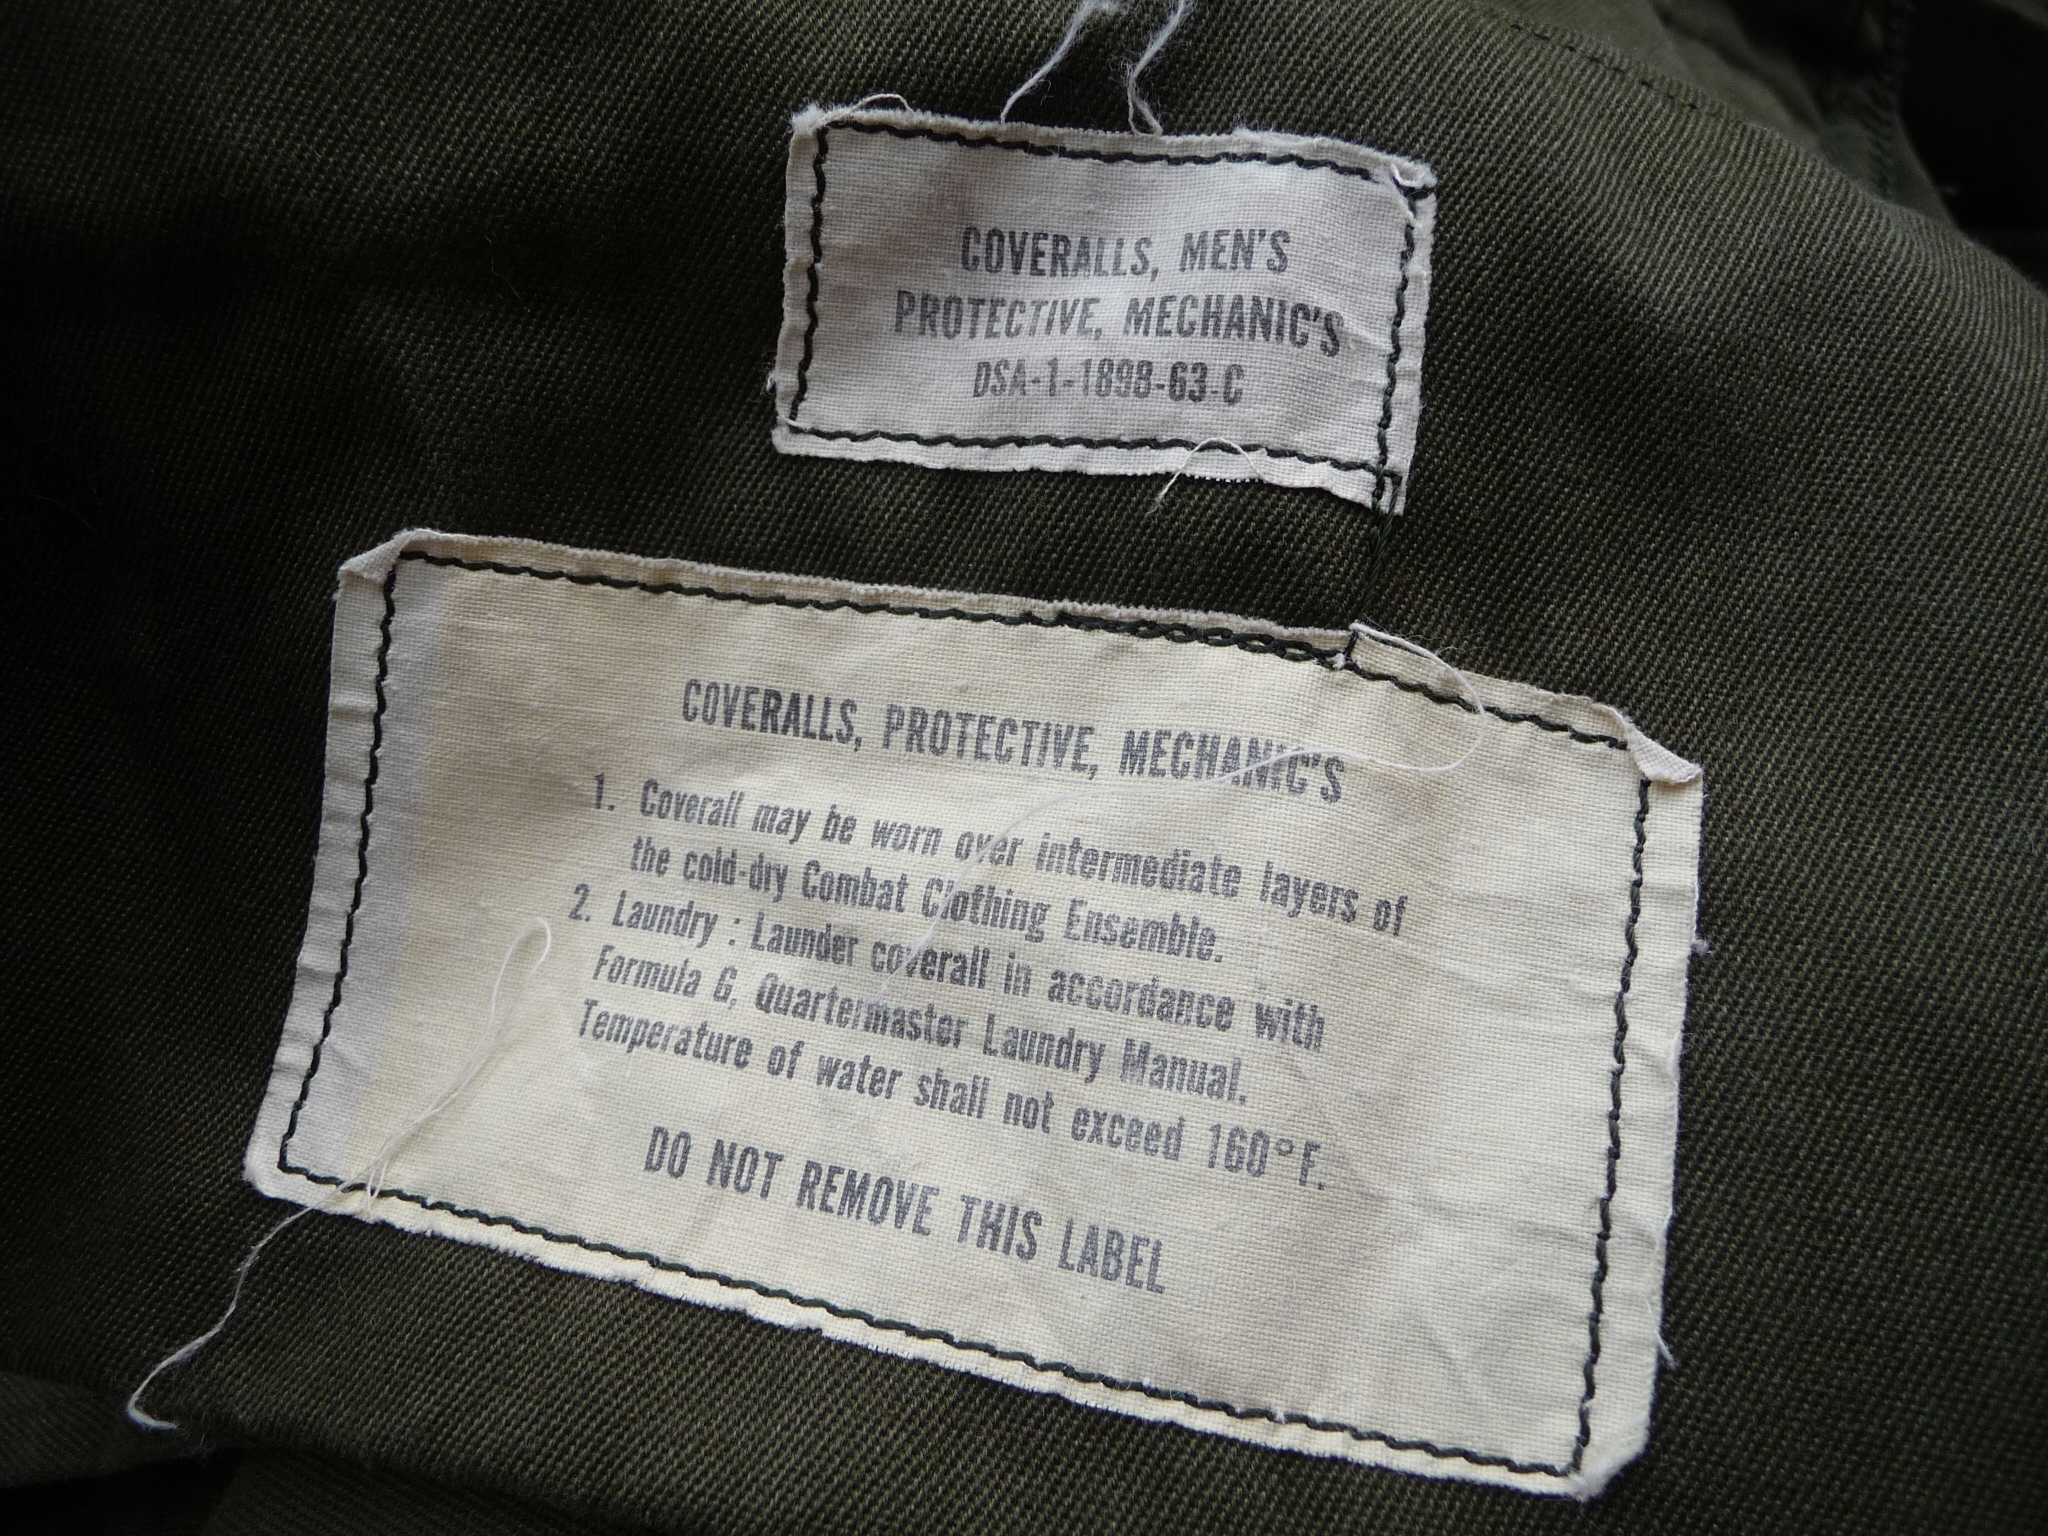 COVERALLS, MEN'S
PROTECTIVE, MECHANIC'S
DSA-1-1898-63-C
COVERALLS, PROTECTIVE, MECHANIC'S
1. Coverall may be worn over intermediate layers of
the cold-dry Combat Clothing Ensemble.
2. Laundry : Launder coverall in accordance with
Formula G, Quartermaster Laundry Manual.
Temperature of water shall not exceed 160°F.
DO NOT REMOVE THIS LABEL